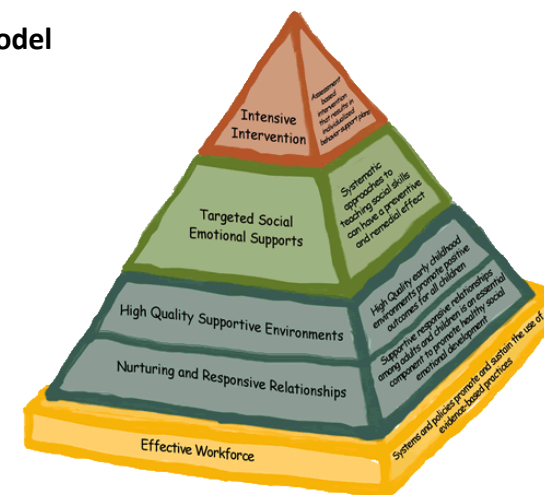 odel
Intensive
Intervention
Assessment
based
intervention
that results in
individualized
behavior support plans
Targeted Social
Emotional Supports
Systematic
approaches to
teaching social skills
can have a preventive
and remedial effect
High Quality Supportive Environments
High Quality early childhood
environments promote positive
outcomes for all children
Nurturing and Responsive Relationships
Supportive responsive relationships
among adults and children is an essential
component to promote healthy social
emotional development
Effective Workforce
Systems and policies promote and sustain the use of
evidence-based practices